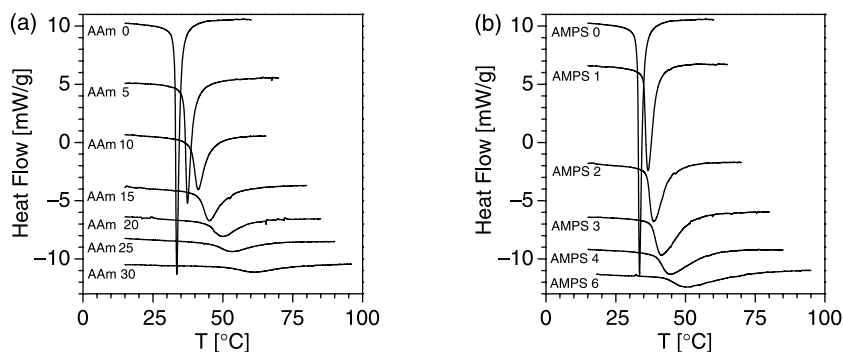 (a)
10
5
0
−5
−10
Heat Flow [mW/g]
AAm 0
AAm 5
AAm 10
AAm 15
AAm 20
AAm 25
AAm 30
0 25 50 75 100
T [°C]
(b)
10
5
0
−5
−10
Heat Flow [mW/g]
AMPS 0
AMPS 1
AMPS 2
AMPS 3
AMPS 4
AMPS 6
0 25 50 75 100
T [°C]